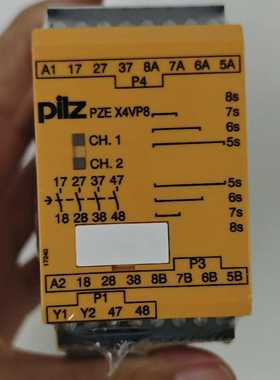 A1 17 27 37 8A 7A 6A 5A
P4
pilz PZE X4VP8
8s
7s
6s
5s
CH. 1
CH. 2
17 27 37 47
18 28 38 48
5s
6s
7s
8s
17240
P3
A2 18 28 38 8B 7B 6B 5B
P1
Y1 Y2 47 48